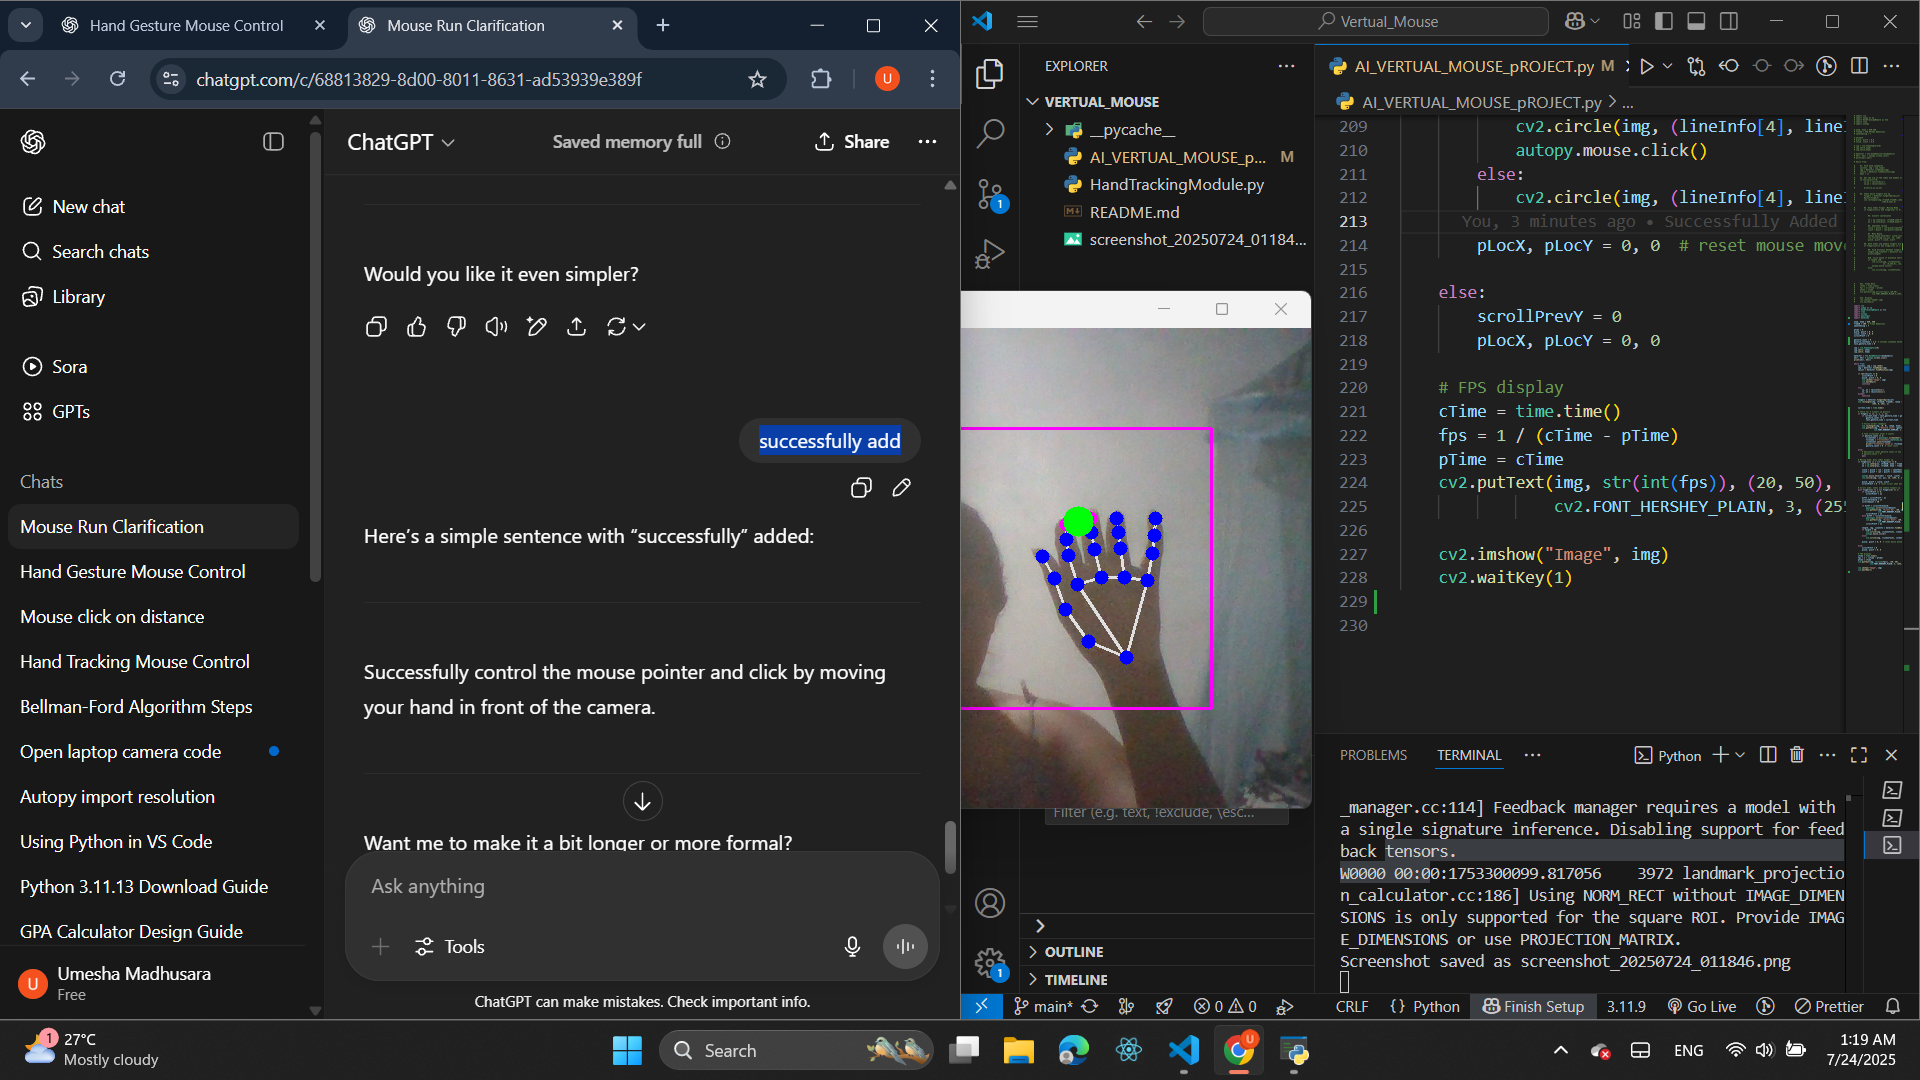 Hand Gesture Mouse Control
Mouse Run Clarification
chatgpt.com/c/68813829-8d00-8011-8631-ad53939e389f
U
New chat
Search chats
Library
Sora
GPTs
Chats
Mouse Run Clarification
Hand Gesture Mouse Control
Mouse click on distance
Hand Tracking Mouse Control
Bellman-Ford Algorithm Steps
Open laptop camera code
Autopy import resolution
Using Python in VS Code
Python 3.11.13 Download Guide
GPA Calculator Design Guide
U
Umesha Madhusara
Free
ChatGPT
Saved memory full
Share
Would you like it even simpler?
successfully add
Here's a simple sentence with “successfully” added:
Successfully control the mouse pointer and click by moving
your hand in front of the camera.
Want me to make it a bit longer or more formal?
Ask anything
Tools
ChatGPT can make mistakes. Check important info.
Vertual_Mouse
EXPLORER
VERTUAL_MOUSE
__pycache__
AI_VERTUAL_MOUSE_p... M
HandTrackingModule.py
README.md
screenshot_20250724_01184...
1
Filter (e.g. text, !exclude, \esc...
OUTLINE
TIMELINE
1
AI_VERTUAL_MOUSE_pROJECT.py M
AI_VERTUAL_MOUSE_pROJECT.py > ...
209 cv2.circle(img, (lineInfo[4], line
210 autopy.mouse.click()
211 else:
212 cv2.circle(img, (lineInfo[4], line
213 You, 3 minutes ago • Successfully Added
214 pLocX, pLocY = 0, 0 # reset mouse mov
215
216 else:
217 scrollPrevY = 0
218 pLocX, pLocY = 0, 0
219
220 # FPS display
221 cTime = time.time()
222 fps = 1 / (cTime - pTime)
223 pTime = cTime
224 cv2.putText(img, str(int(fps)), (20, 50),
225 cv2.FONT_HERSHEY_PLAIN, 3, (255
226
227 cv2.imshow("Image", img)
228 cv2.waitKey(1)
229
230
PROBLEMS TERMINAL
Python
_manager.cc:114] Feedback manager requires a model with
a single signature inference. Disabling support for feed
back tensors.
W0000 00:00:1753300099.817056 3972 landmark_projectio
n_calculator.cc:186] Using NORM_RECT without IMAGE_DIMEN
SIONS is only supported for the square ROI. Provide IMAG
E_DIMENSIONS or use PROJECTION_MATRIX.
Screenshot saved as screenshot_20250724_011846.png
main* 0 0 CRLF {} Python Finish Setup 3.11.9 Go Live Prettier
1
27°C
Mostly cloudy
Search
U
ENG
1:19 AM
7/24/2025